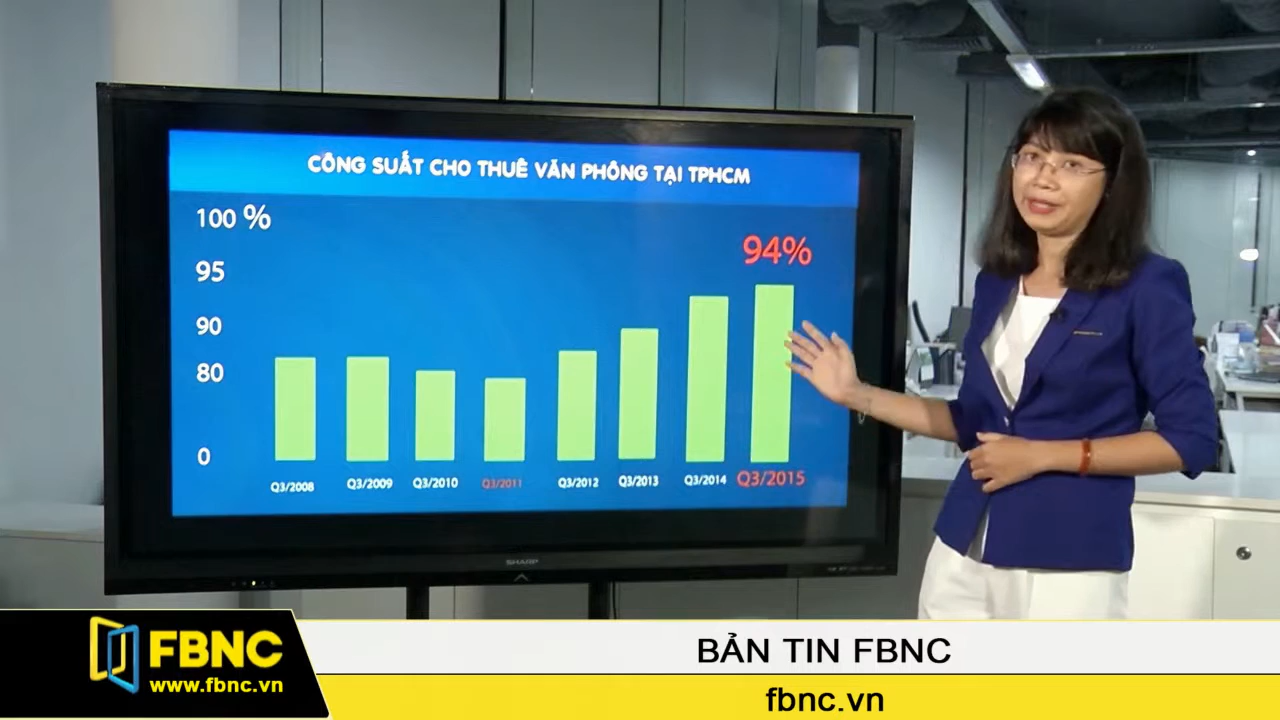 CÔNG SUẤT CHO THUÊ VĂN PHÒNG TẠI TPHCM
100 %
95
90
80
0
94%
Q3/2008 Q3/2009 Q3/2010 Q3/2011 Q3/2012 Q3/2013 Q3/2014 Q3/2015
SHARP
FBNC
www.fbnc.vn
BẢN TIN FBNC
fbnc.vn